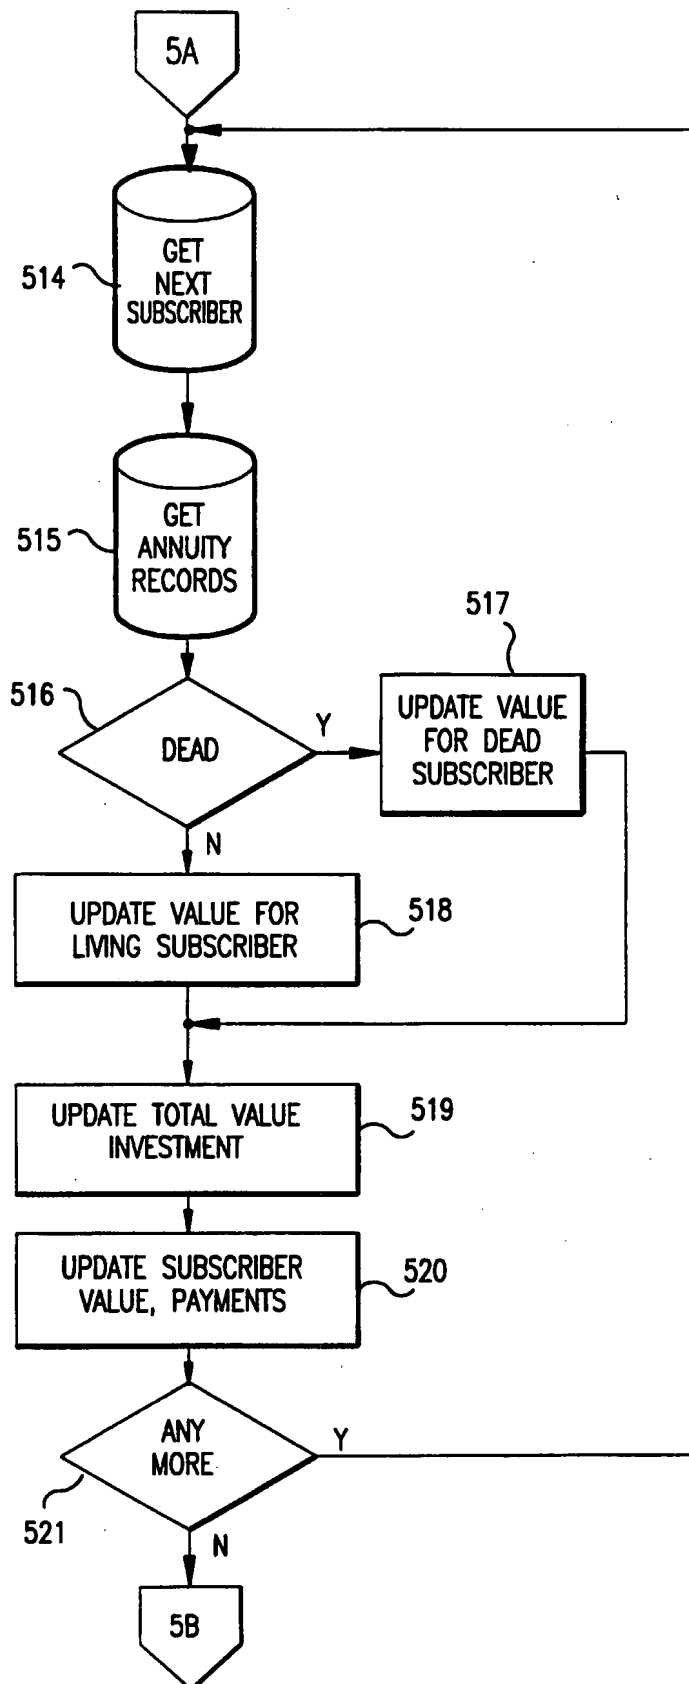 5A
514
GET
NEXT
SUBSCRIBER
515
GET
ANNUITY
RECORDS
516
DEAD
Y
N
517
UPDATE VALUE
FOR DEAD
SUBSCRIBER
UPDATE VALUE FOR
LIVING SUBSCRIBER
518
UPDATE TOTAL VALUE
INVESTMENT
519
UPDATE SUBSCRIBER
VALUE, PAYMENTS
520
ANY
MORE
Y
521
N
5B